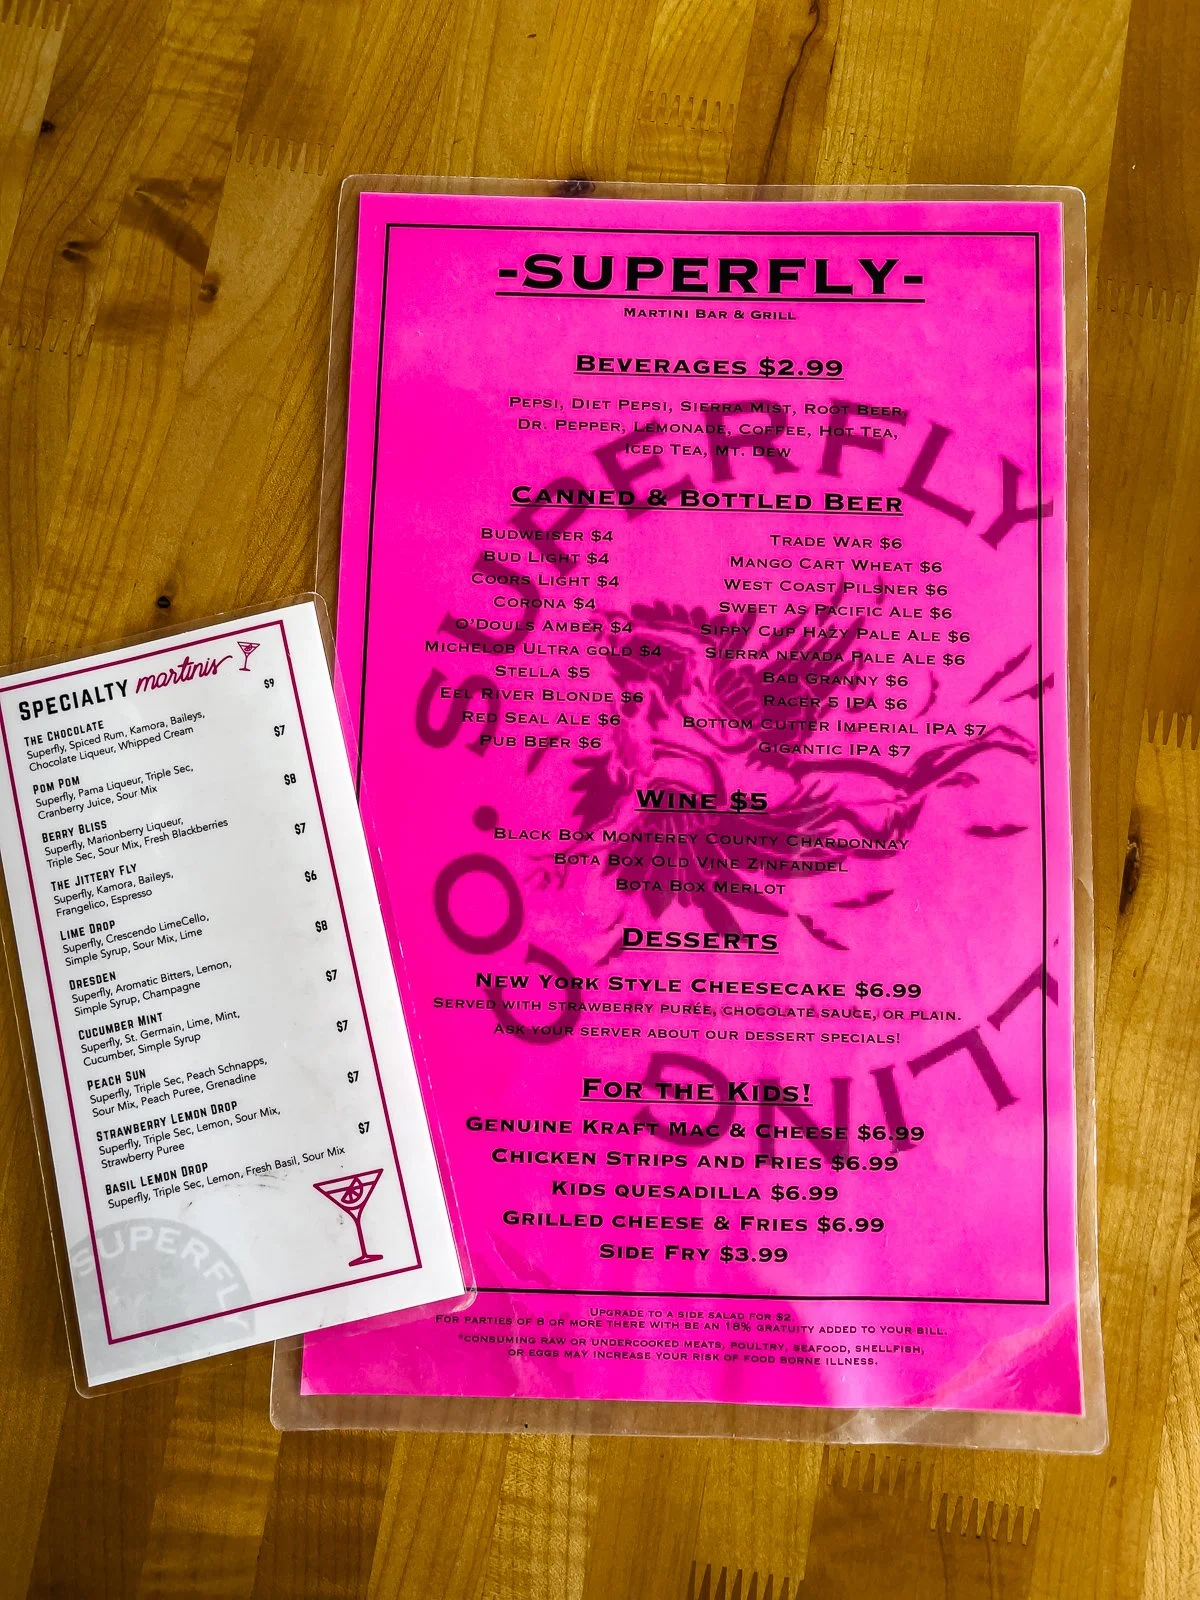 -SUPERFLY-
MARTINI BAR & GRILL
BEVERAGES $2.99
PEPSI, DIET PEPSI, SIERRA MIST, ROOT BEER,
DR. PEPPER, LEMONADE, COFFEE, HOT TEA,
ICED TEA, MT. DEW
CANNED & BOTTLED BEER
BUDWEISER $4
BUD LIGHT $4
COORS LIGHT $4
CORONA $4
O'DOULS AMBER $4
MICHELOB ULTRA GOLD $4
STELLA $5
EEL RIVER BLONDE $6
RED SEAL ALE $6
PUB BEER $6
TRADE WAR $6
MANGO CART WHEAT $6
WEST COAST PILSNER $6
SWEET AS PACIFIC ALE $6
SIPPY CUP HAZY PALE ALE $6
SIERRA NEVADA PALE ALE $6
BAD GRANNY $6
RACER 5 IPA $6
BOTTOM CUTTER IMPERIAL IPA $7
GIGANTIC IPA $7
WINE $5
BLACK BOX MONTEREY COUNTY CHARDONNAY
BOTA BOX OLD VINE ZINFANDEL
BOTA BOX MERLOT
DESSERTS
NEW YORK STYLE CHEESECAKE $6.99
SERVED WITH STRAWBERRY PURÉE, CHOCOLATE SAUCE, OR PLAIN.
ASK YOUR SERVER ABOUT OUR DESSERT SPECIALS!
FOR THE KIDS!
GENUINE KRAFT MAC & CHEESE $6.99
CHICKEN STRIPS AND FRIES $6.99
KIDS QUESADILLA $6.99
GRILLED CHEESE & FRIES $6.99
SIDE FRY $3.99
UPGRADE TO A SIDE SALAD FOR $2.
FOR PARTIES OF 8 OR MORE THERE WITH BE AN 18% GRATUITY ADDED TO YOUR BILL.
*CONSUMING RAW OR UNDERCOOKED MEATS, POULTRY, SEAFOOD, SHELLFISH,
OR EGGS MAY INCREASE YOUR RISK OF FOOD BORNE ILLNESS.
SUPERFLY
DISTILLING CO.
SPECIALTY martinis
THE CHOCOLATE $9
Superfly, Spiced Rum, Kamora, Baileys,
Chocolate Liqueur, Whipped Cream
POM POM $7
Superfly, Pama Liqueur, Triple Sec,
Cranberry Juice, Sour Mix
BERRY BLISS $8
Superfly, Marionberry Liqueur,
Triple Sec, Sour Mix, Fresh Blackberries
THE JITTERY FLY $7
Superfly, Kamora, Baileys,
Frangelico, Espresso
LIME DROP $6
Superfly, Crescendo LimeCello,
Simple Syrup, Sour Mix, Lime
DRESDEN $8
Superfly, Aromatic Bitters, Lemon,
Simple Syrup, Champagne
CUCUMBER MINT $7
Superfly, St. Germain, Lime, Mint,
Cucumber, Simple Syrup
PEACH SUN $7
Superfly, Triple Sec, Peach Schnapps,
Sour Mix, Peach Puree, Grenadine
STRAWBERRY LEMON DROP $7
Superfly, Triple Sec, Lemon, Sour Mix,
Strawberry Puree
BASIL LEMON DROP $7
Superfly, Triple Sec, Lemon, Fresh Basil, Sour Mix
SUPERFLY